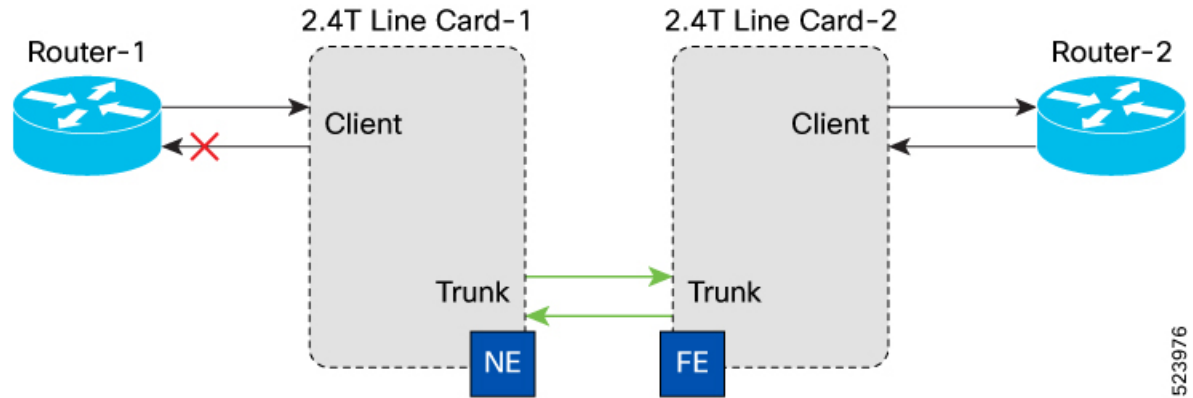 2.4T Line Card-1
2.4T Line Card-2
Router-1
Router-2
Client
Client
Trunk
Trunk
NE
FE
523976